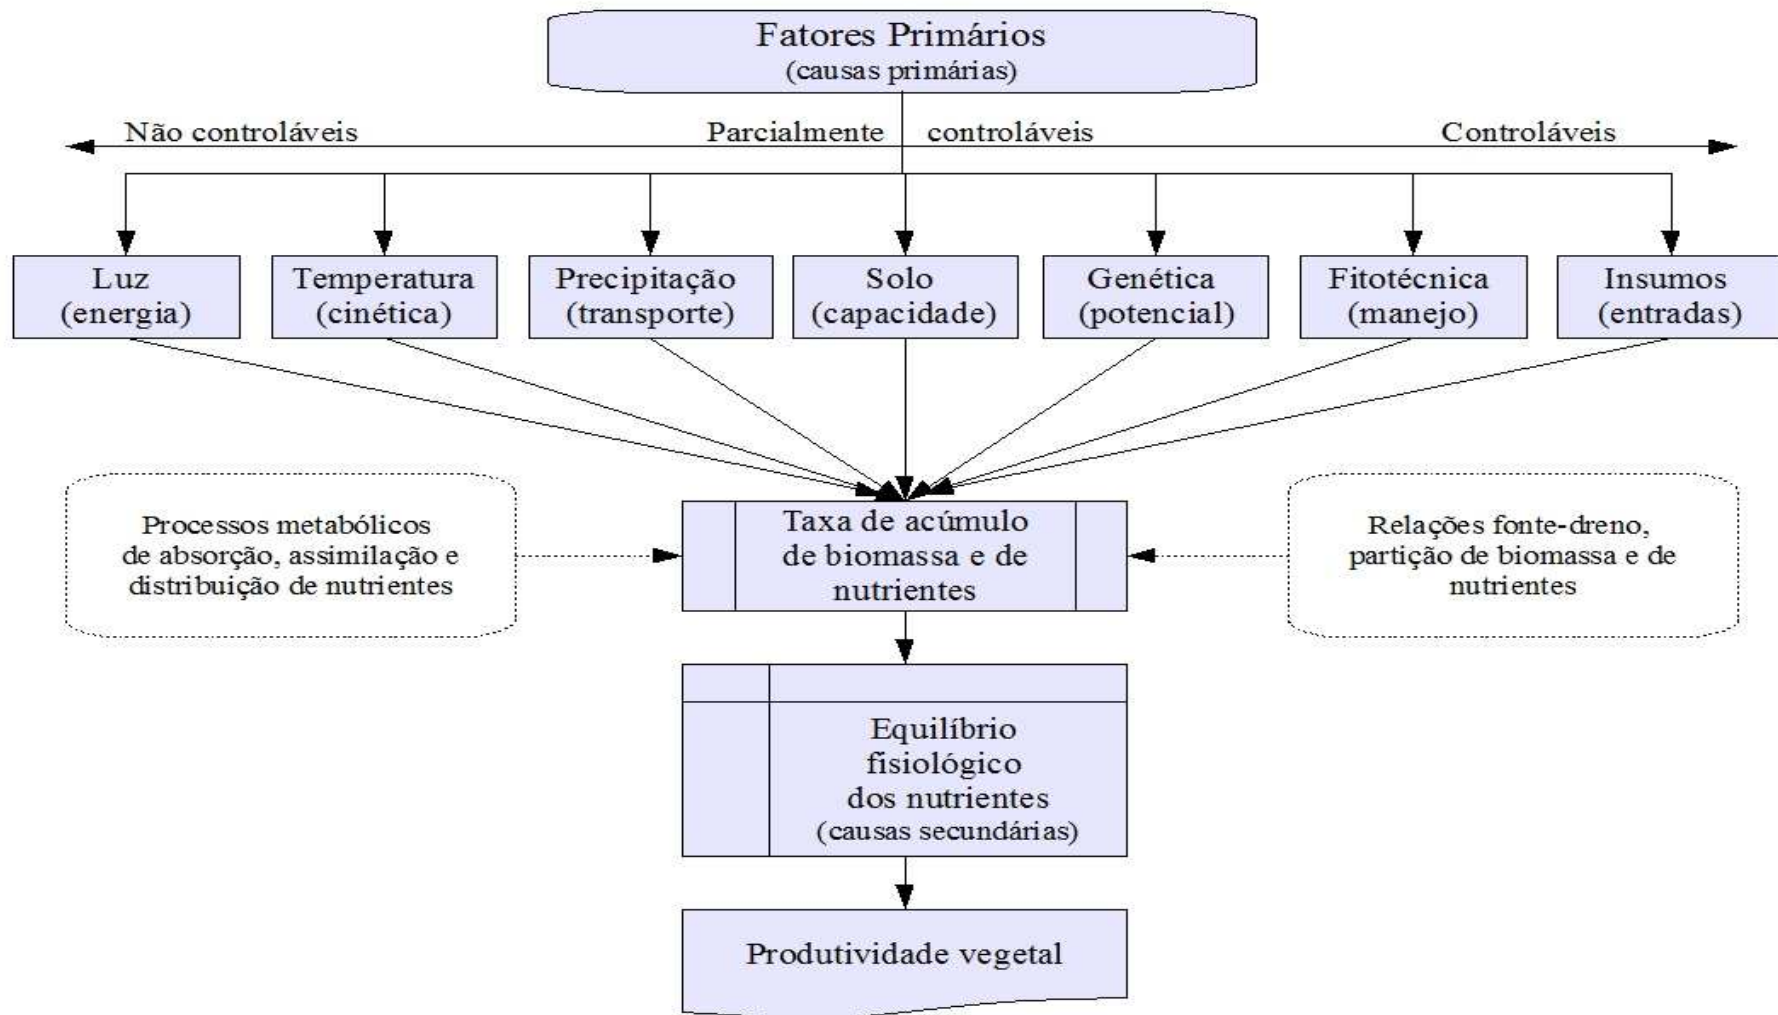 Fatores Primários
(causas primárias)
Não controláveis
Parcialmente controláveis
Controláveis
Luz
(energia)
Temperatura
(cinética)
Precipitação
(transporte)
Solo
(capacidade)
Genética
(potencial)
Fitotécnica
(manejo)
Insumos
(entradas)
Processos metabólicos
de absorção, assimilação e
distribuição de nutrientes
Taxa de acúmulo
de biomassa e de
nutrientes
Relações fonte-dreno,
partição de biomassa e de
nutrientes
Equilíbrio
fisiológico
dos nutrientes
(causas secundárias)
Produtividade vegetal